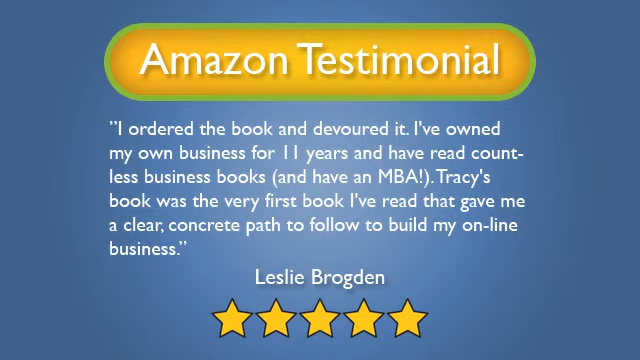 Amazon Testimonial
”I ordered the book and devoured it. I've owned
my own business for 11 years and have read count-
less business books (and have an MBA!). Tracy's
book was the very first book I've read that gave me
a clear, concrete path to follow to build my on-line
business.”
Leslie Brogden